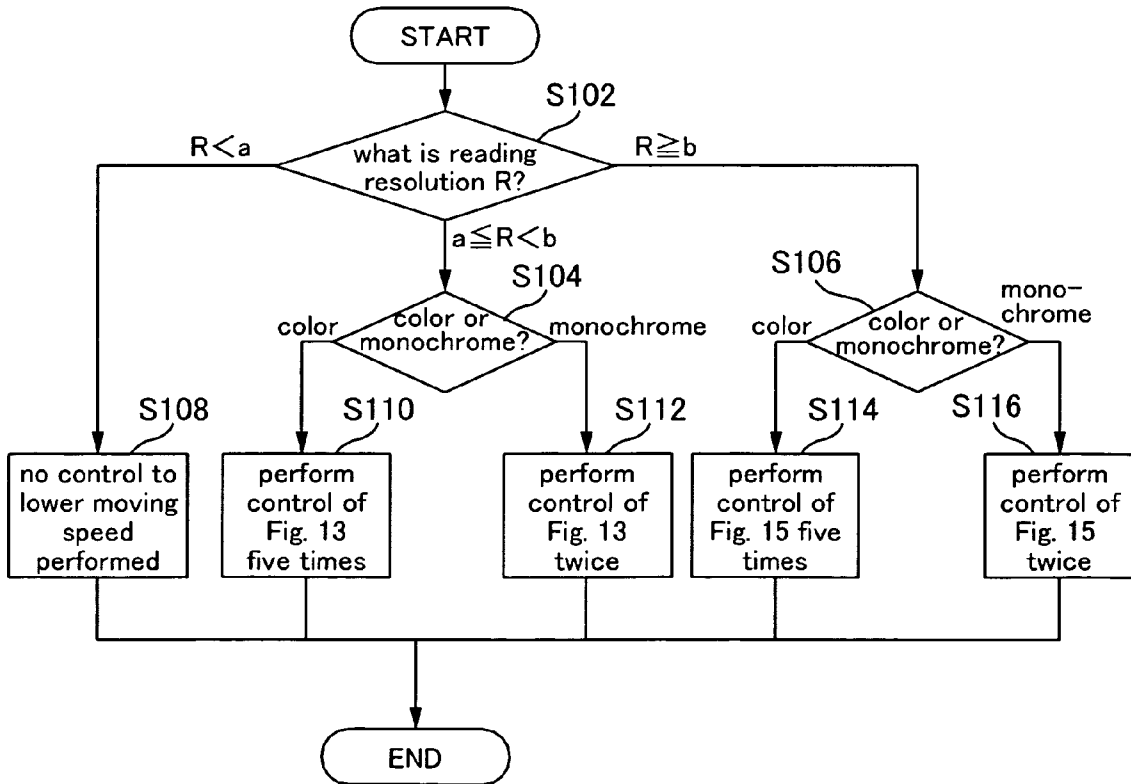 START
S102
R<a
what is reading
resolution R?
R≧b
a≦R<b
S104
S106
color
color or
monochrome?
monochrome
color
color or
monochrome?
mono-
chrome
S108
S110
S112
S114
S116
no control to
lower moving
speed
performed
perform
control of
Fig. 13
five times
perform
control of
Fig. 13
twice
perform
control of
Fig. 15 five
times
perform
control of
Fig. 15
twice
END